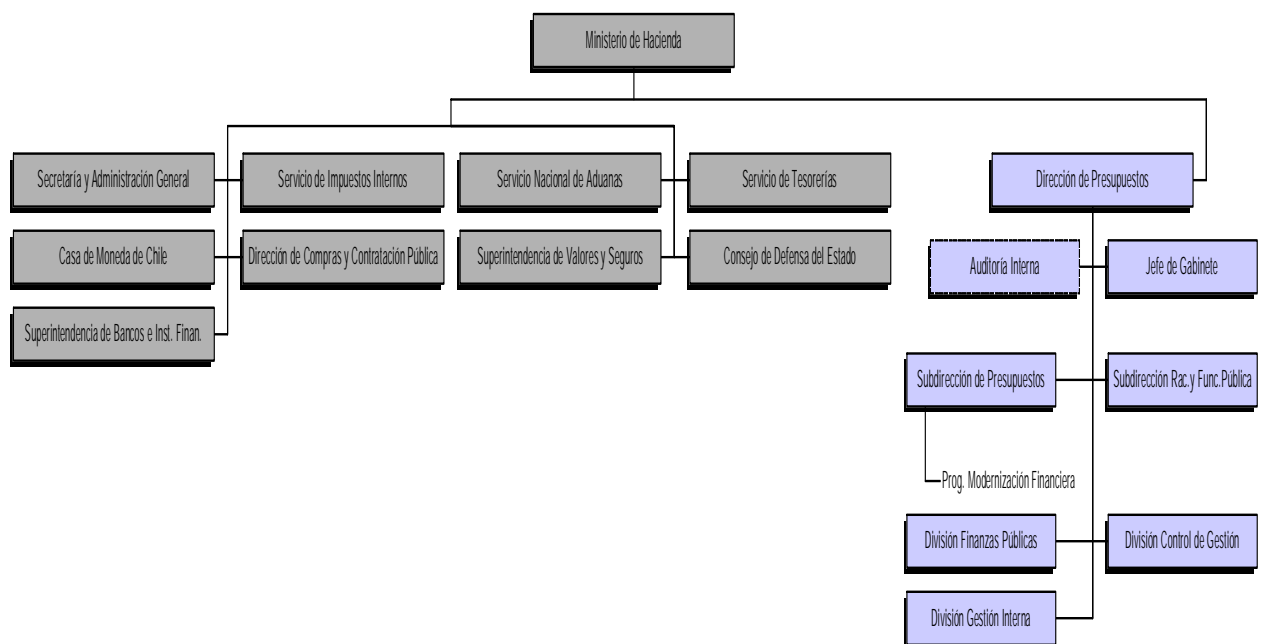 Ministerio de Hacienda
Secretaría y Administración General
Servicio de Impuestos Internos
Servicio Nacional de Aduanas
Servicio de Tesorerías
Dirección de Presupuestos
Casa de Moneda de Chile
Dirección de Compras y Contratación Pública
Superintendencia de Valores y Seguros
Consejo de Defensa del Estado
Auditoría Interna
Jefe de Gabinete
Superintendencia de Bancos e Inst. Finan.
Subdirección de Presupuestos
Subdirección Rac.y Func.Pública
Prog. Modernización Financiera
División Finanzas Públicas
División Control de Gestión
División Gestión Interna